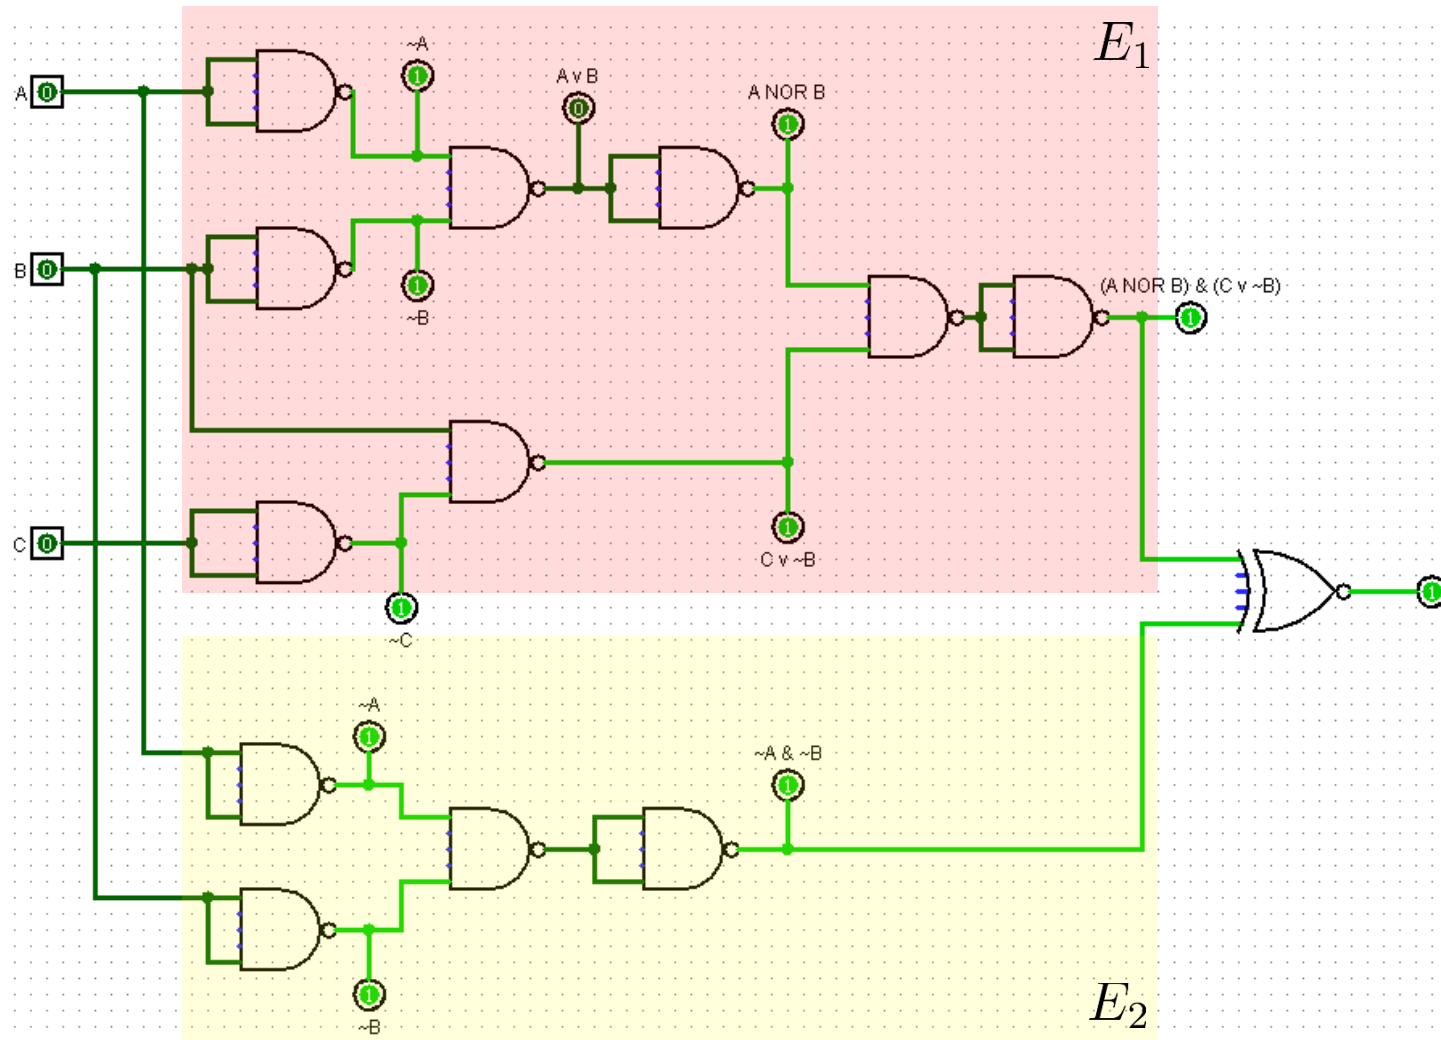 E₁
~A
A v B
A NOR B
A 0
1
0
1
B 0
1
~B
(A NOR B) & (C v ~B)
1
C 0
1
C v ~B
1
~C
1
~A
1
~A & ~B
1
1
~B
E₂